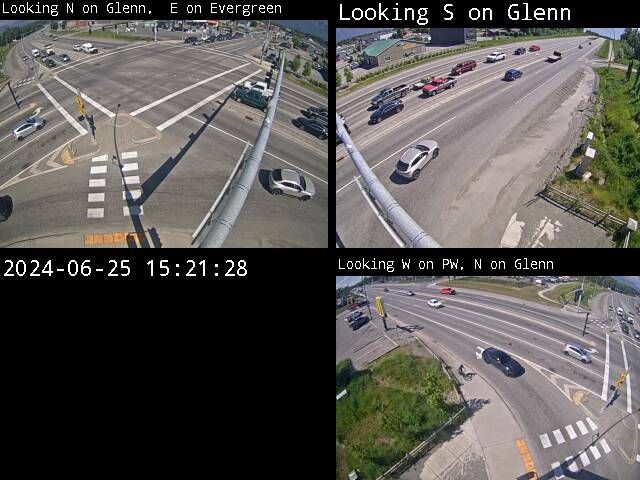 Looking N on Glenn,  E on Evergreen
Looking S on Glenn
2024-06-25 15:21:28
Looking W on PW, N on Glenn